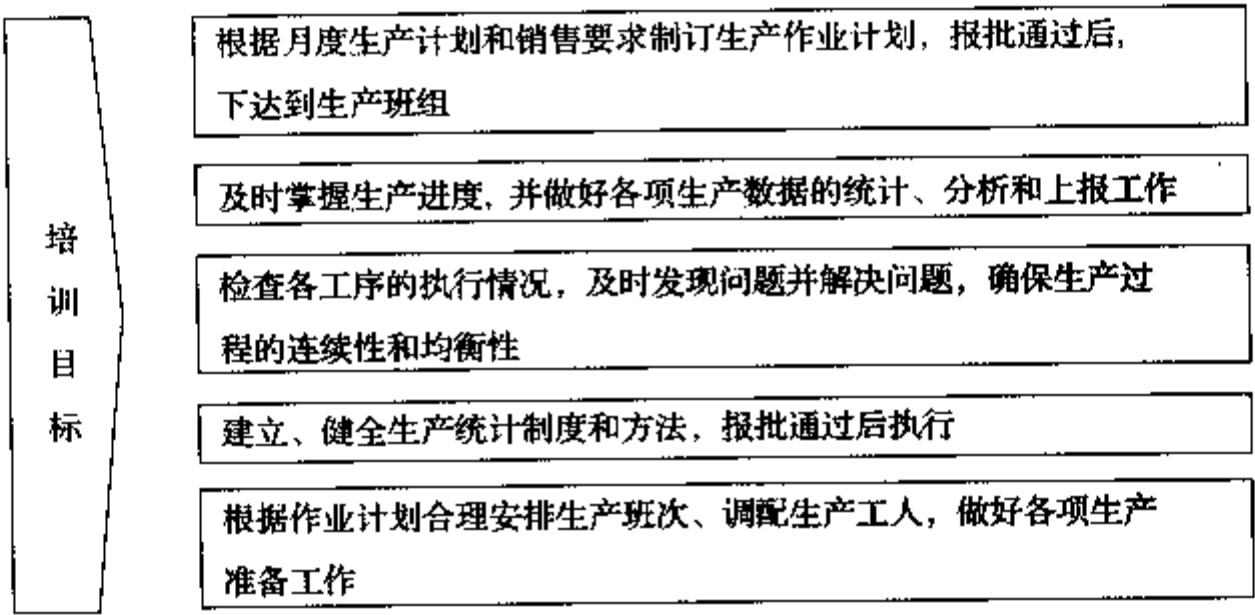 培训目标
根据月度生产计划和销售要求制订生产作业计划，报批通过后，
下达到生产班组
及时掌握生产进度，并做好各项生产数据的统计、分析和上报工作
检查各工序的执行情况，及时发现问题并解决问题，确保生产过
程的连续性和均衡性
建立、健全生产统计制度和方法，报批通过后执行
根据作业计划合理安排生产班次、调配生产工人，做好各项生产
准备工作